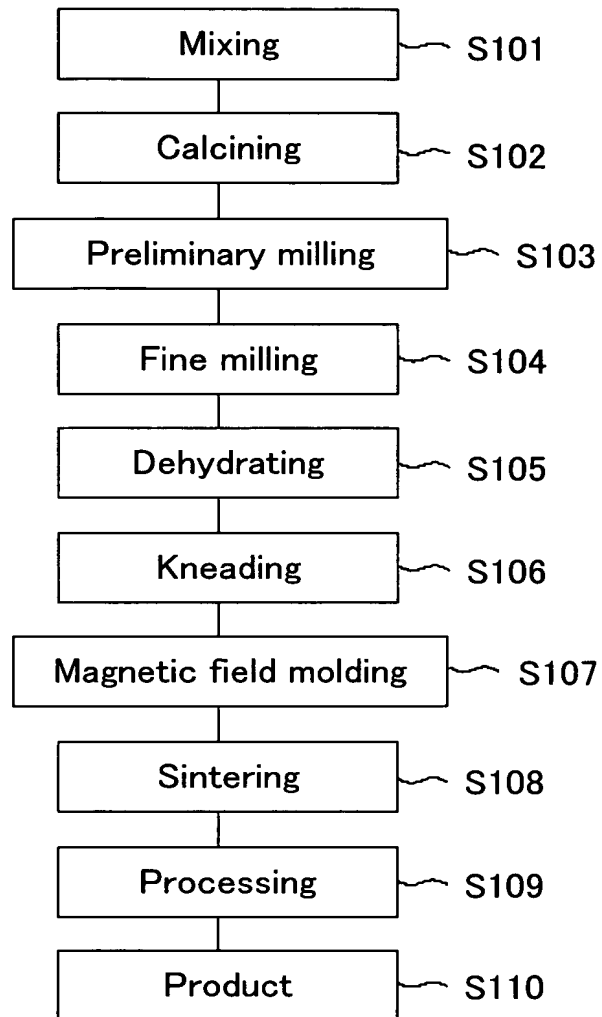 Mixing S101
Calcining S102
Preliminary milling S103
Fine milling S104
Dehydrating S105
Kneading S106
Magnetic field molding S107
Sintering S108
Processing S109
Product S110